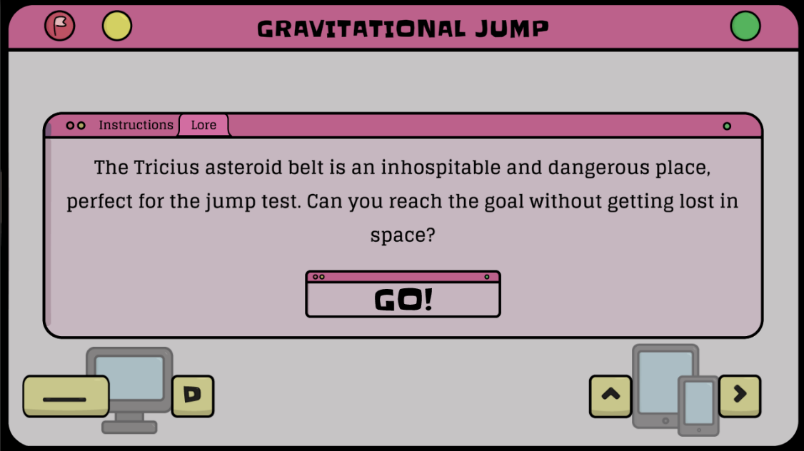 GRAVITATIONAL JUMP
Instructions Lore
The Tricius asteroid belt is an inhospitable and dangerous place,
perfect for the jump test. Can you reach the goal without getting lost in
space?
GO!
D